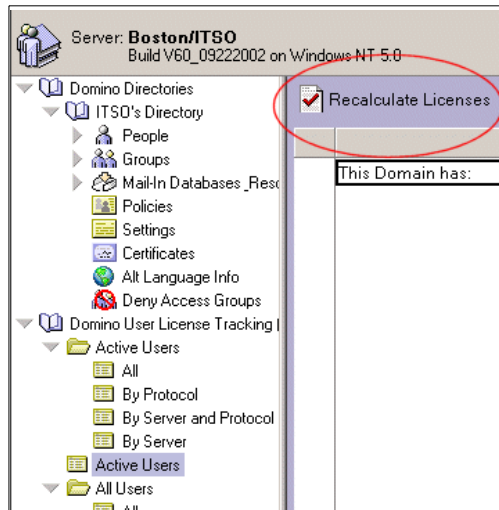 Server: Boston/ITSO
Build V60_09222002 on Windows NT 5.0
Domino Directories
ITSO's Directory
People
Groups
Mail-In Databases _Reso
Policies
Settings
Certificates
Alt Language Info
Deny Access Groups
Domino User License Tracking
Active Users
All
By Protocol
By Server and Protocol
By Server
Active Users
All Users
All
Recalculate Licenses
This Domain has: